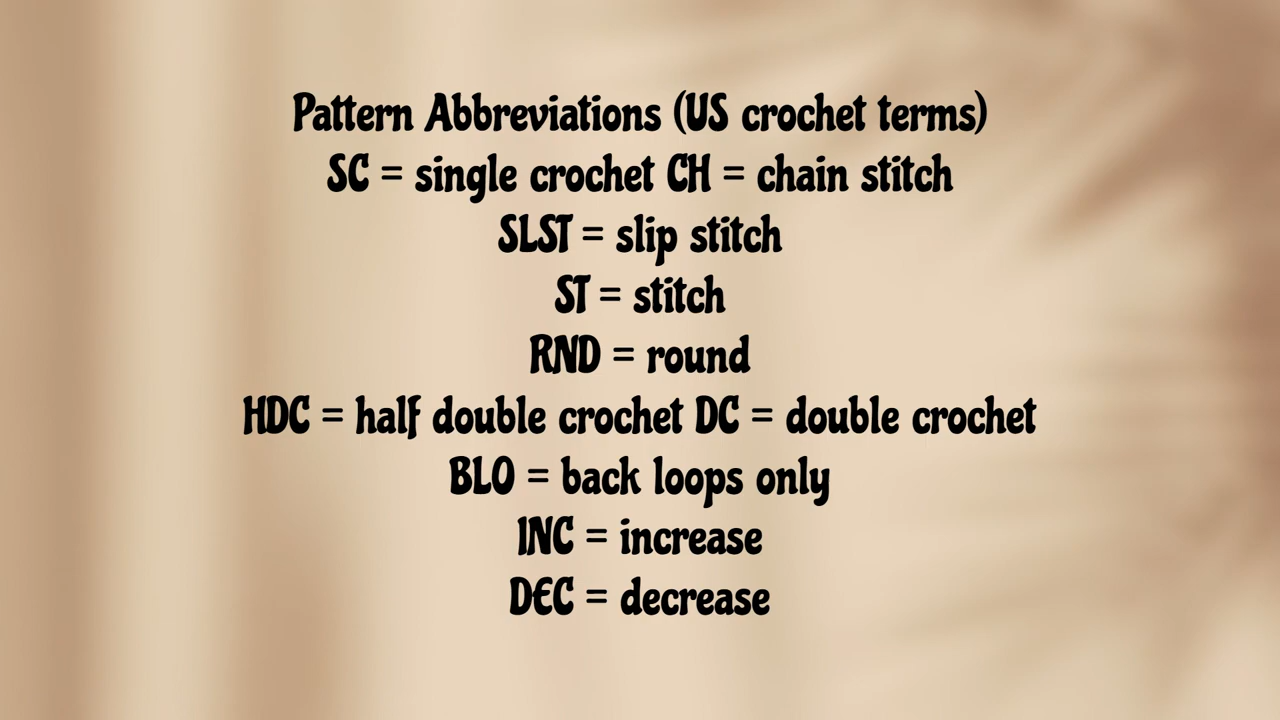 Pattern Abbreviations (US crochet terms)
SC = single crochet CH = chain stitch
SLST = slip stitch
ST = stitch
RND = round
HDC = half double crochet DC = double crochet
BLO = back loops only
INC = increase
DEC = decrease